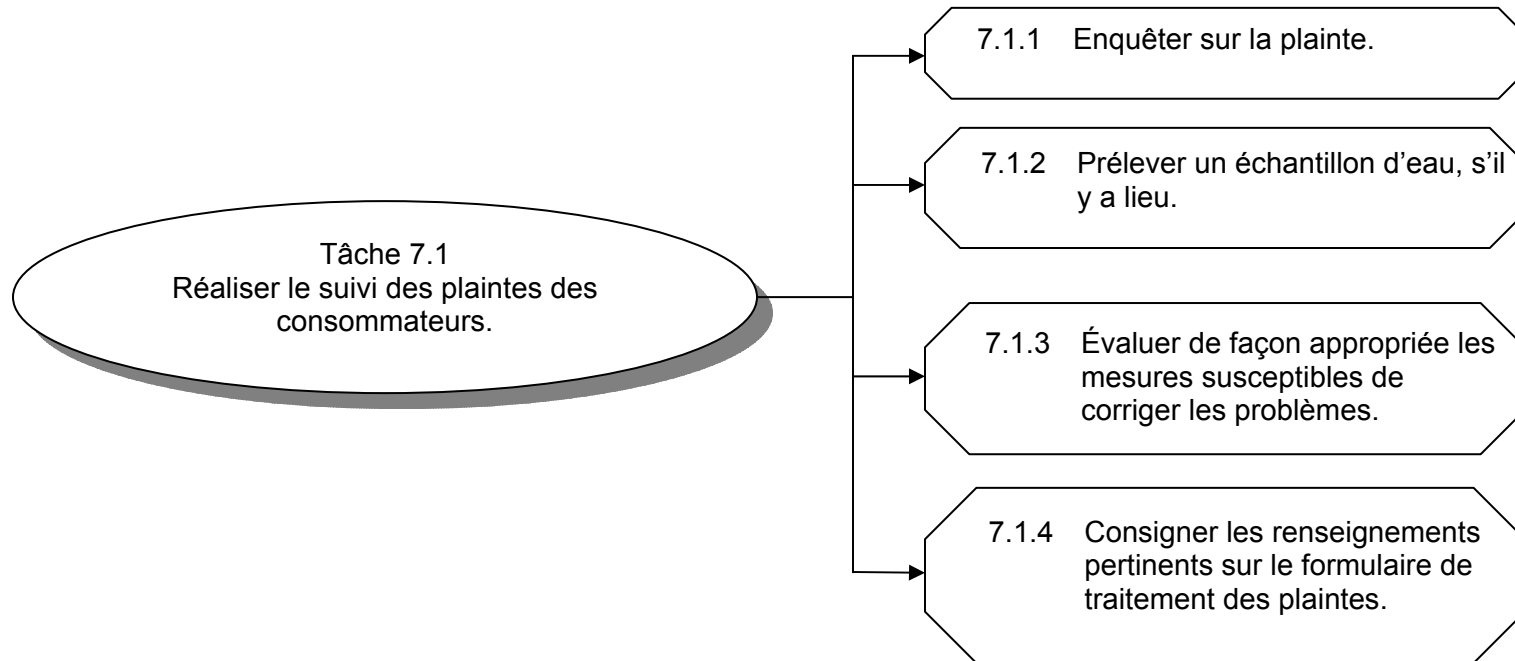 Tâche 7.1
Réaliser le suivi des plaintes des
consommateurs.
7.1.1 Enquêter sur la plainte.
7.1.2 Prélever un échantillon d’eau, s’il
y a lieu.
7.1.3 Évaluer de façon appropriée les
mesures susceptibles de
corriger les problèmes.
7.1.4 Consigner les renseignements
pertinents sur le formulaire de
traitement des plaintes.